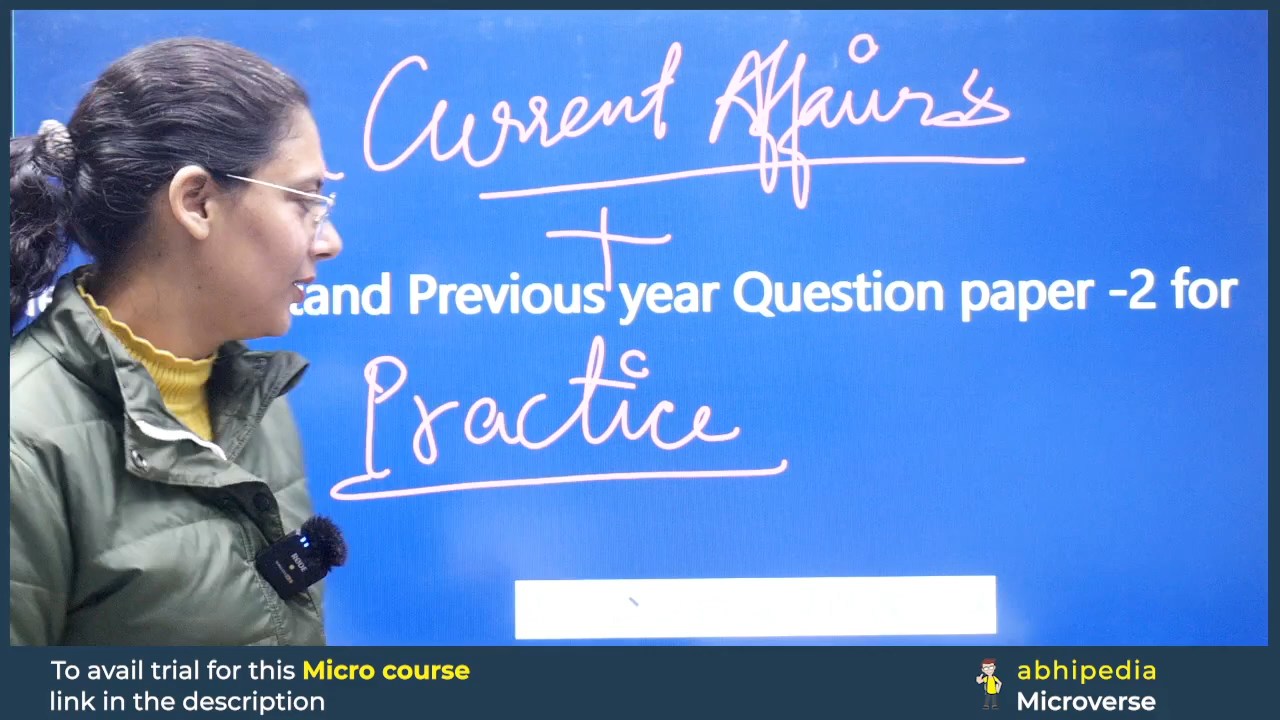 Current Affairs
+
and Previous year Question paper -2 for
Practice
RODE
To avail trial for this Micro course
link in the description
abhipedia
Microverse